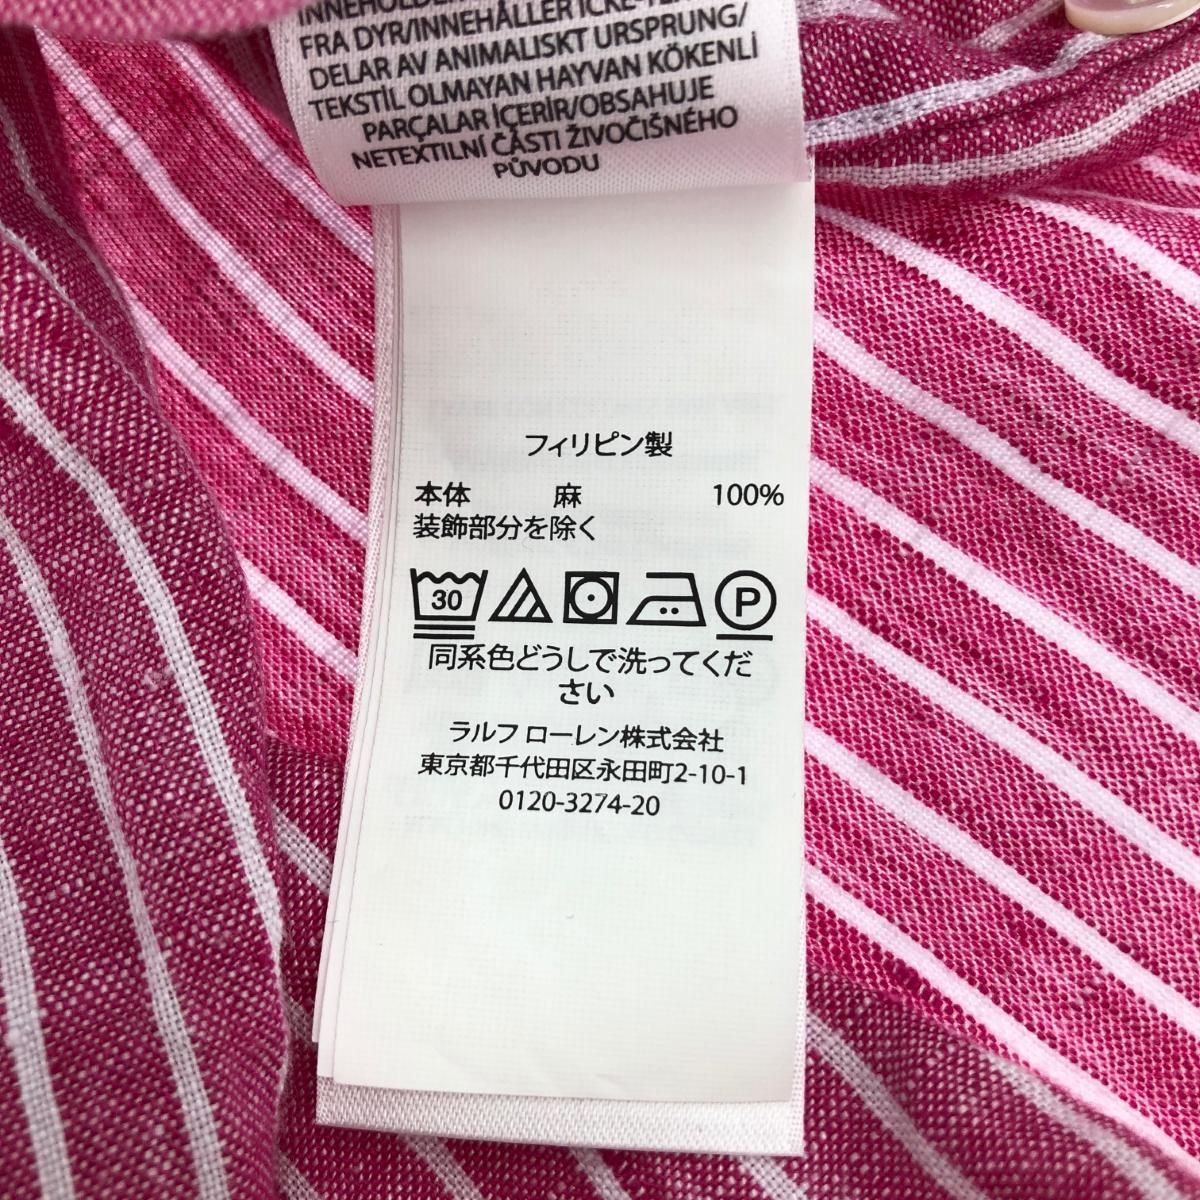 FRA DYR/INNEHÅLLER ICKE-
DELAR AV ANIMALISKT URSPRUNG/
TEKSTİL OLMAYAN HAYVAN KÖKENLİ
PARÇALAR İÇERİR/OBSAHUJE
NETEXTILNÍ ČÁSTI ŽIVOČIŠNÉHO
PŮVODU
フィリピン製
本体 麻 100%
装飾部分を除く
30 P
同系色どうしで洗ってくだ
さい
ラルフ ローレン株式会社
東京都千代田区永田町2-10-1
0120-3274-20